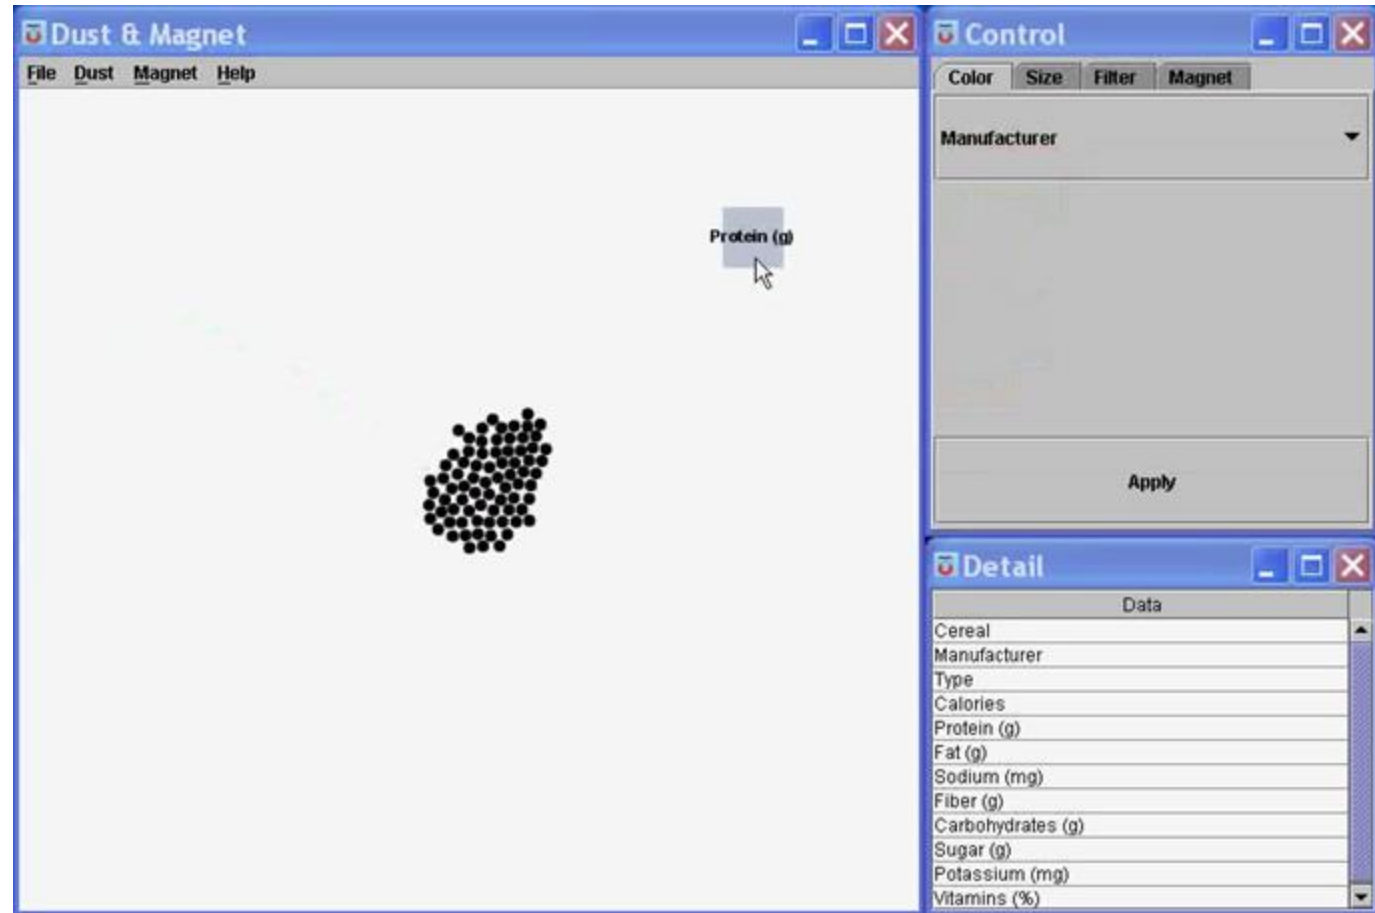 Dust & Magnet
File Dust Magnet Help
Protein (g)
Control
Color Size Filter Magnet
Manufacturer
Apply
Detail
Data
Cereal
Manufacturer
Type
Calories
Protein (g)
Fat (g)
Sodium (mg)
Fiber (g)
Carbohydrates (g)
Sugar (g)
Potassium (mg)
Vitamins (%)